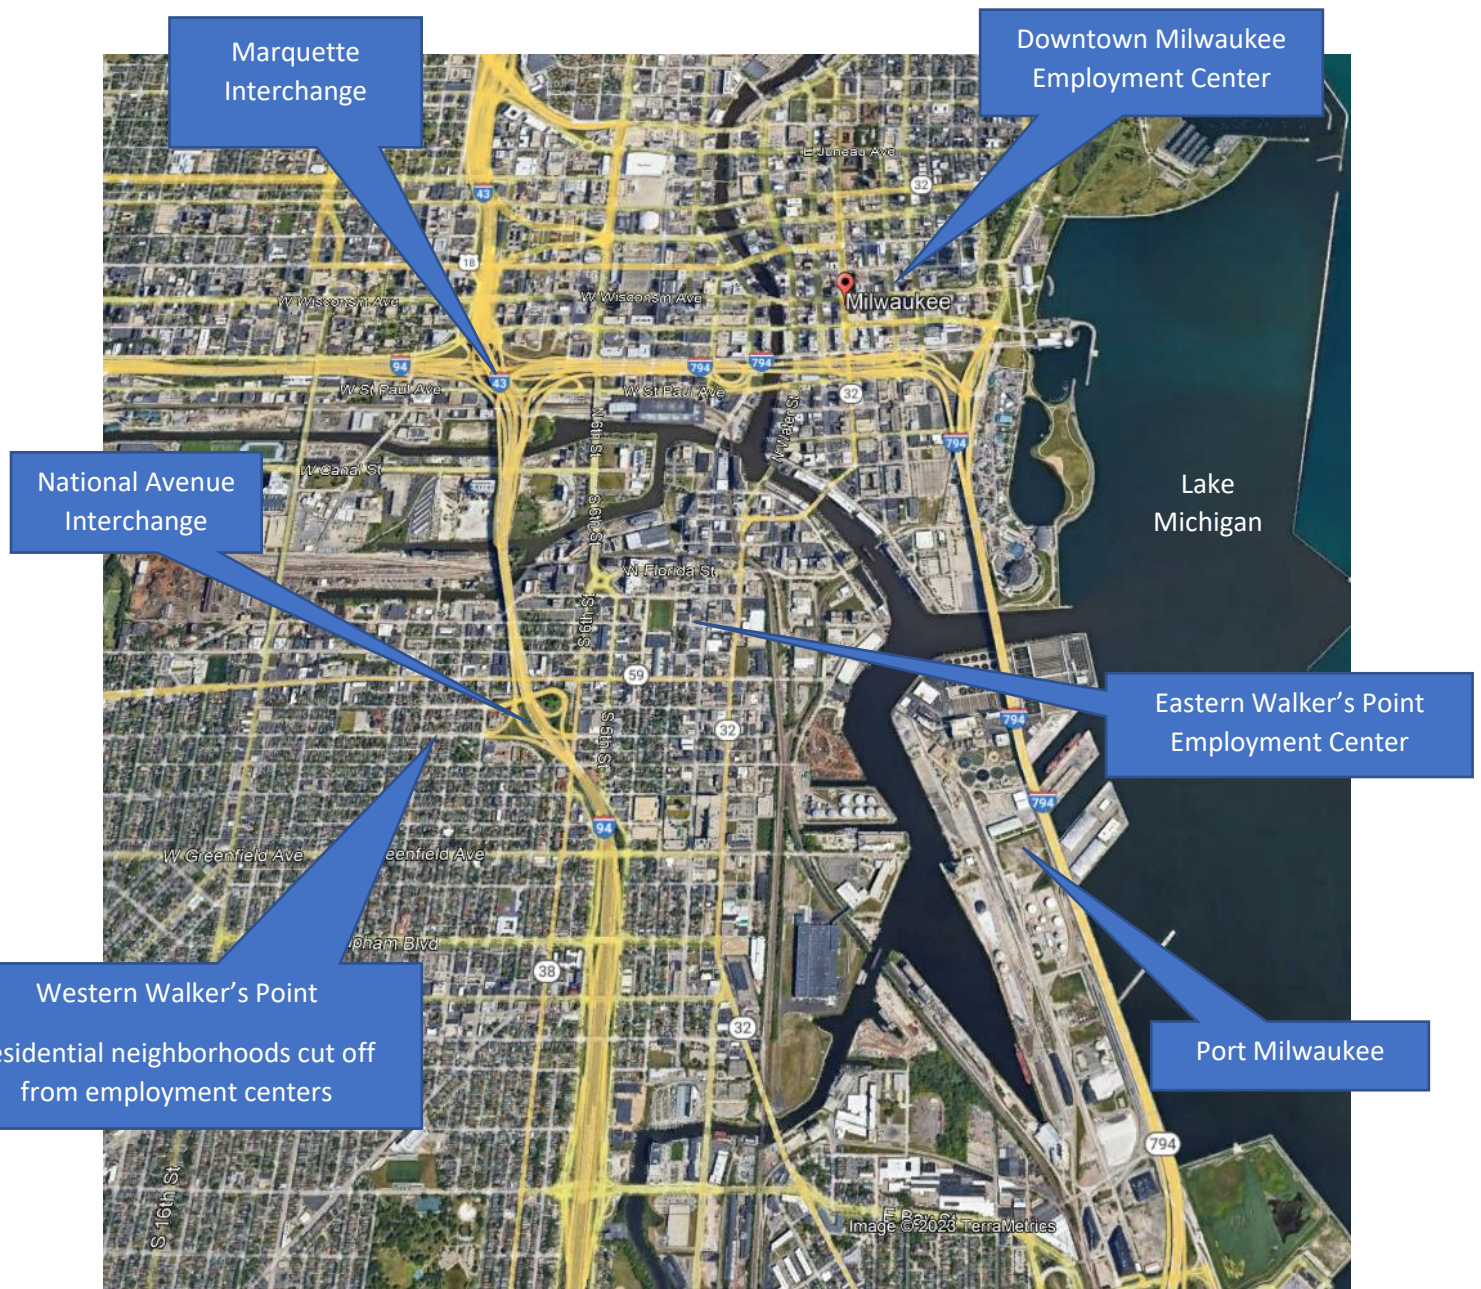 Marquette
Interchange
Downtown Milwaukee
Employment Center
E Juneau Ave
32
43
18
W Wisconsin Ave
W Wisconsin Ave
Milwaukee
94
43
794
794
W St Paul Ave
W St Paul Ave
32
N 6th St
N Water St
794
W Canal St
National Avenue
Interchange
Lake
Michigan
S 6th St
W Florida St
S 6th St
59
Eastern Walker’s Point
Employment Center
S 5th St
32
794
794
94
W Greenfield Ave
eenfield Ave
pham Blvd
38
Western Walker’s Point
esidential neighborhoods cut off
from employment centers
32
Port Milwaukee
794
S 16th St
E Bay St
Image © 2023 TerraMetrics